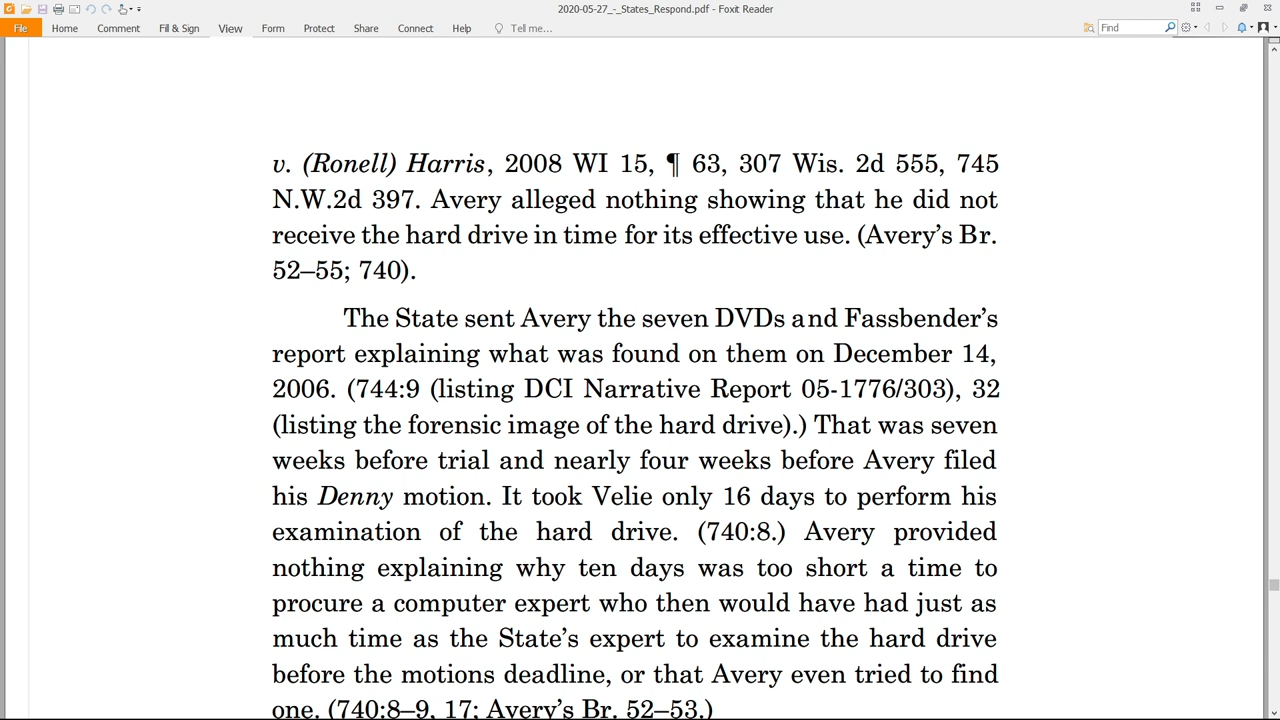 2020-05-27_-_States_Respond.pdf - Foxit Reader
File Home Comment Fill & Sign View Form Protect Share Connect Help Tell me... Find
v. (Ronell) Harris, 2008 WI 15, ¶ 63, 307 Wis. 2d 555, 745
N.W.2d 397. Avery alleged nothing showing that he did not
receive the hard drive in time for its effective use. (Avery’s Br.
52–55; 740).
The State sent Avery the seven DVDs and Fassbender’s
report explaining what was found on them on December 14,
2006. (744:9 (listing DCI Narrative Report 05-1776/303), 32
(listing the forensic image of the hard drive).) That was seven
weeks before trial and nearly four weeks before Avery filed
his Denny motion. It took Velie only 16 days to perform his
examination of the hard drive. (740:8.) Avery provided
nothing explaining why ten days was too short a time to
procure a computer expert who then would have had just as
much time as the State’s expert to examine the hard drive
before the motions deadline, or that Avery even tried to find
one. (740:8–9, 17; Avery’s Br. 52–53.)